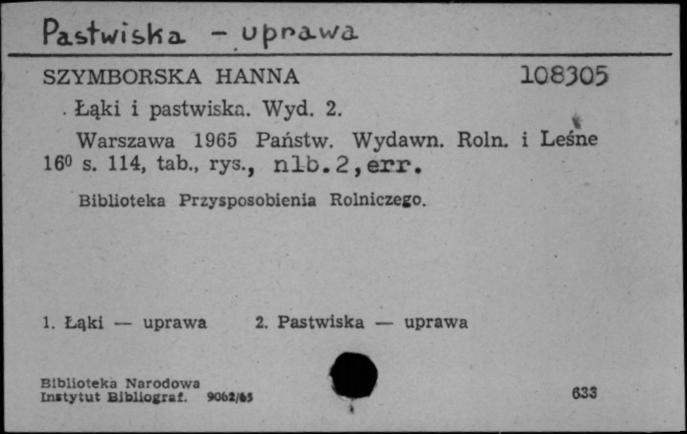 Pastwiska - uprawa
SZYMBORSKA HANNA 108305
Łąki i pastwiska. Wyd. 2.
Warszawa 1965 Państw. Wydawn. Roln. i Leśne
16⁰ s. 114, tab., rys., nlb.2,err.
Biblioteka Przysposobienia Rolniczego.
1. Łąki — uprawa 2. Pastwiska — uprawa
Biblioteka Narodowa
Instytut Bibliograf. 9062/65 633